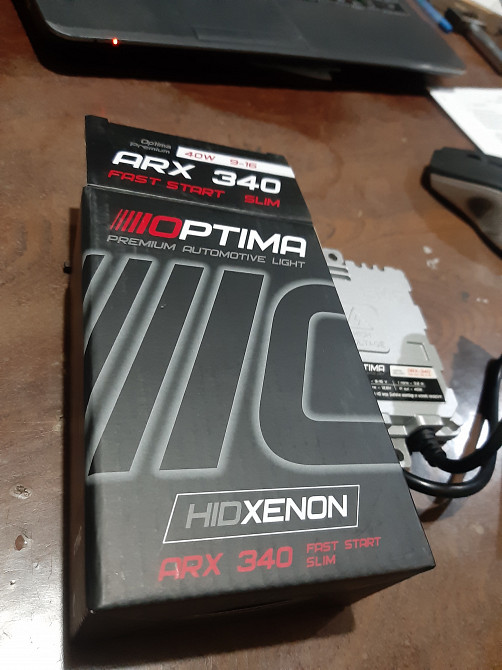 Optima
Premium
40W 9-16
ARX 340
FAST START SLIM
OPTIMA
PREMIUM AUTOMOTIVE LIGHT
HIDXENON
ARX 340 FAST START
SLIM